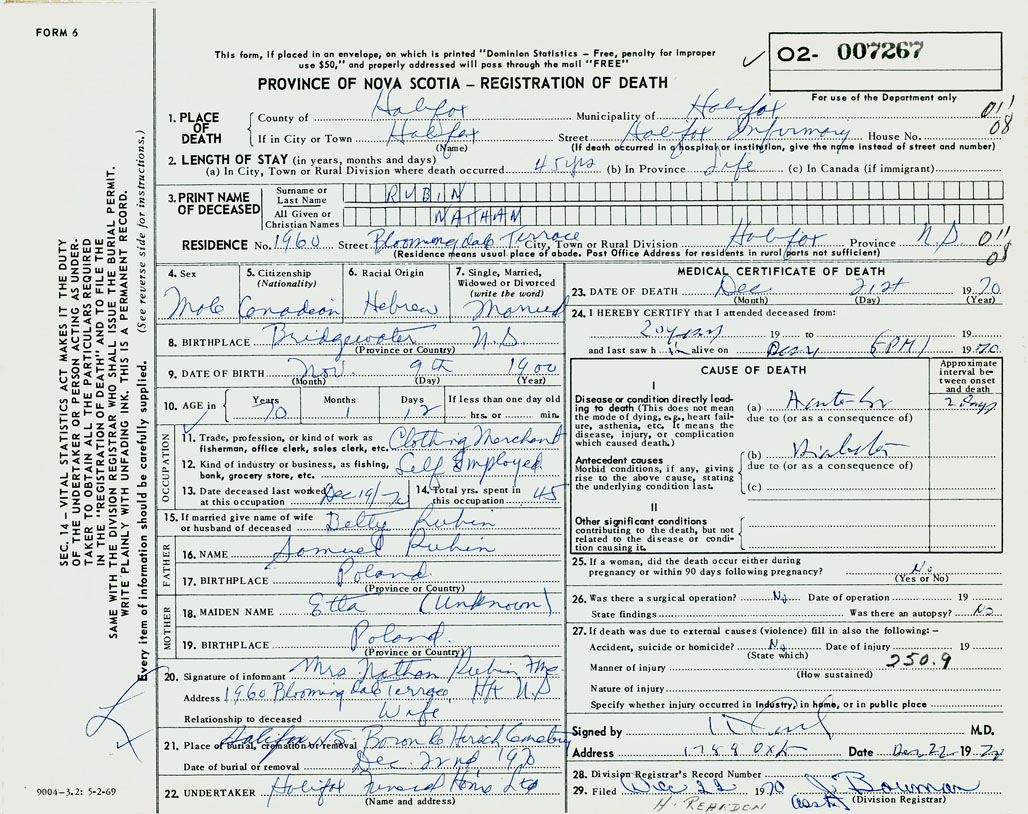 FORM 6
This form, if placed in an envelope, on which is printed "Dominion Statistics – Free, penalty for improper
use $50," and properly addressed will pass through the mail "FREE"
O2- 007267
PROVINCE OF NOVA SCOTIA – REGISTRATION OF DEATH
For use of the Department only
1. PLACE OF DEATH
County of Halifax Municipality of Halifax 011
If in City or Town Halifax Street Halifax Infirmary House No. 08
(Name) (If death occurred in a hospital or institution, give the name instead of street and number)
2. LENGTH OF STAY (in years, months and days)
(a) In City, Town or Rural Division where death occurred 45 yrs (b) In Province Life (c) In Canada (if immigrant)
3. PRINT NAME OF DECEASED
Surname or Last Name RUBIN
All Given or Christian Names NATHAN
RESIDENCE No. 1960 Street Bloomingdale Terrace City, Town or Rural Division Halifax Province N.S 011
(Residence means usual place of abode. Post Office Address for residents in rural parts not sufficient) 08
4. Sex Male
5. Citizenship (Nationality) Canadian
6. Racial Origin Hebrew
7. Single, Married, Widowed or Divorced (write the word) Married
8. BIRTHPLACE Bridgewater N.S
(Province or Country)
9. DATE OF BIRTH Nov. 9th 1900
(Month) (Day) (Year)
10. AGE in Years 70 Months 1 Days 12 If less than one day old hrs. or min.
OCCUPATION
11. Trade, profession, or kind of work as fisherman, office clerk, sales clerk, etc. Clothing Merchant
12. Kind of industry or business, as fishing, bank, grocery store, etc. Self Employed
13. Date deceased last worked at this occupation Dec 19/70
14. Total yrs. spent in this occupation 45
15. If married give name of wife or husband of deceased Betty Rubin
FATHER
16. NAME Samuel Rubin
17. BIRTHPLACE Poland
(Province or Country)
MOTHER
18. MAIDEN NAME Etta (Unknown)
19. BIRTHPLACE Poland
(Province or Country)
20. Signature of informant Mrs. Nathan Rubin
Address 1960 Bloomingdale Terrace Hfx N.S
Relationship to deceased Wife
21. Place of burial, cremation or removal Halifax N.S. Baron de Hirsch Cemetery
Date of burial or removal Dec. 22nd 1970
22. UNDERTAKER Halifax Funeral Home Ltd
(Name and address)
MEDICAL CERTIFICATE OF DEATH
23. DATE OF DEATH Dec. 21st 1970
(Month) (Day) (Year)
24. I HEREBY CERTIFY that I attended deceased from:
19 to 19
and last saw h im alive on 5 PM 1970
CAUSE OF DEATH
Approximate interval between onset and death
I
Disease or condition directly leading to death (This does not mean the mode of dying, e.g., heart failure, asthenia, etc. It means the disease, injury, or complication which caused death.)
(a) 2 days
due to (or as a consequence of)
Antecedent causes
Morbid conditions, if any, giving rise to the above cause, stating the underlying condition last.
(b) Diabetes
due to (or as a consequence of)
(c)
II
Other significant conditions
contributing to the death, but not related to the disease or condition causing it.
25. If a woman, did the death occur either during pregnancy or within 90 days following pregnancy? No
(Yes or No)
26. Was there a surgical operation? No Date of operation 19
State findings Was there an autopsy? No
27. If death was due to external causes (violence) fill in also the following: –
Accident, suicide or homicide? No Date of injury 19
(State which)
Manner of injury 250.9
(How sustained)
Nature of injury
Specify whether injury occurred in industry, in home, or in public place
Signed by M.D.
Address 1788 Oxf Date Dec 22 1970
28. Division Registrar's Record Number
29. Filed Dec 22 1970 J. Bowman
H. REARDON Asst. (Division Registrar)
SEC. 14 – VITAL STATISTICS ACT MAKES IT THE DUTY
OF THE UNDERTAKER OR PERSON ACTING AS UNDER-
TAKER TO OBTAIN ALL THE PARTICULARS REQUIRED
IN THE "REGISTRATION OF DEATH" AND TO FILE THE
SAME WITH THE DIVISION REGISTRAR WHO SHALL ISSUE THE BURIAL PERMIT.
WRITE PLAINLY WITH UNFADING INK. THIS IS A PERMANENT RECORD.
Every item of information should be carefully supplied. (See reverse side for instructions.)
9004–3.2: 5-2-69